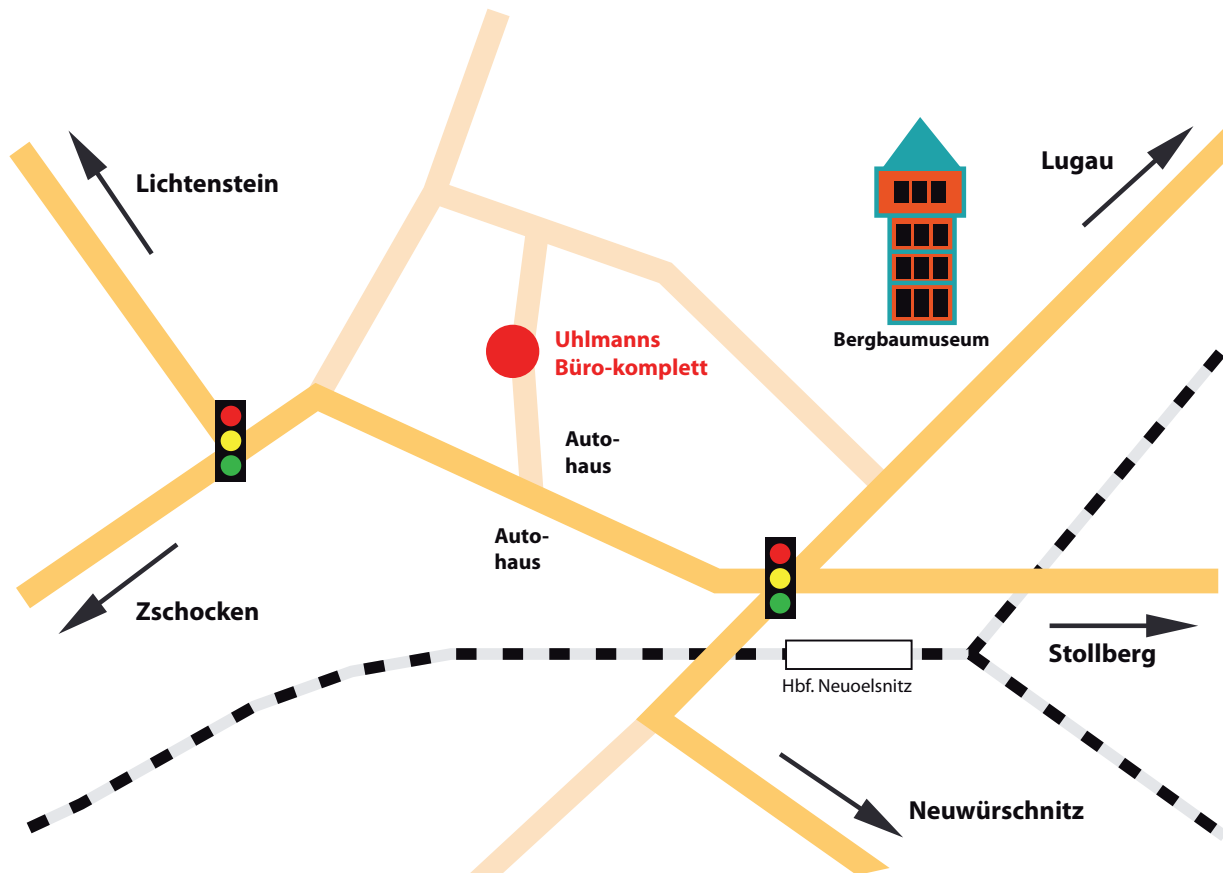 Lichtenstein
Lugau
Uhlmanns
Büro-komplett
Bergbaumuseum
Auto-
haus
Auto-
haus
Zschocken
Stollberg
Hbf. Neuoelsnitz
Neuwürschnitz